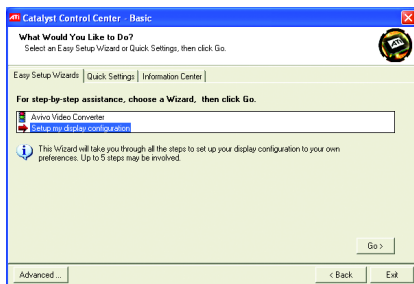 ATI Catalyst Control Center - Basic
What Would You Like to Do?
Select an Easy Setup Wizard or Quick Settings, then click Go.
ATI
Easy Setup Wizards Quick Settings Information Center
For step-by-step assistance, choose a Wizard, then click Go.
Avivo Video Converter
Setup my display configuration
This Wizard will take you through all the steps to set up your display configuration to your own
preferences. Up to 5 steps may be involved.
Go >
Advanced ... < Back Exit